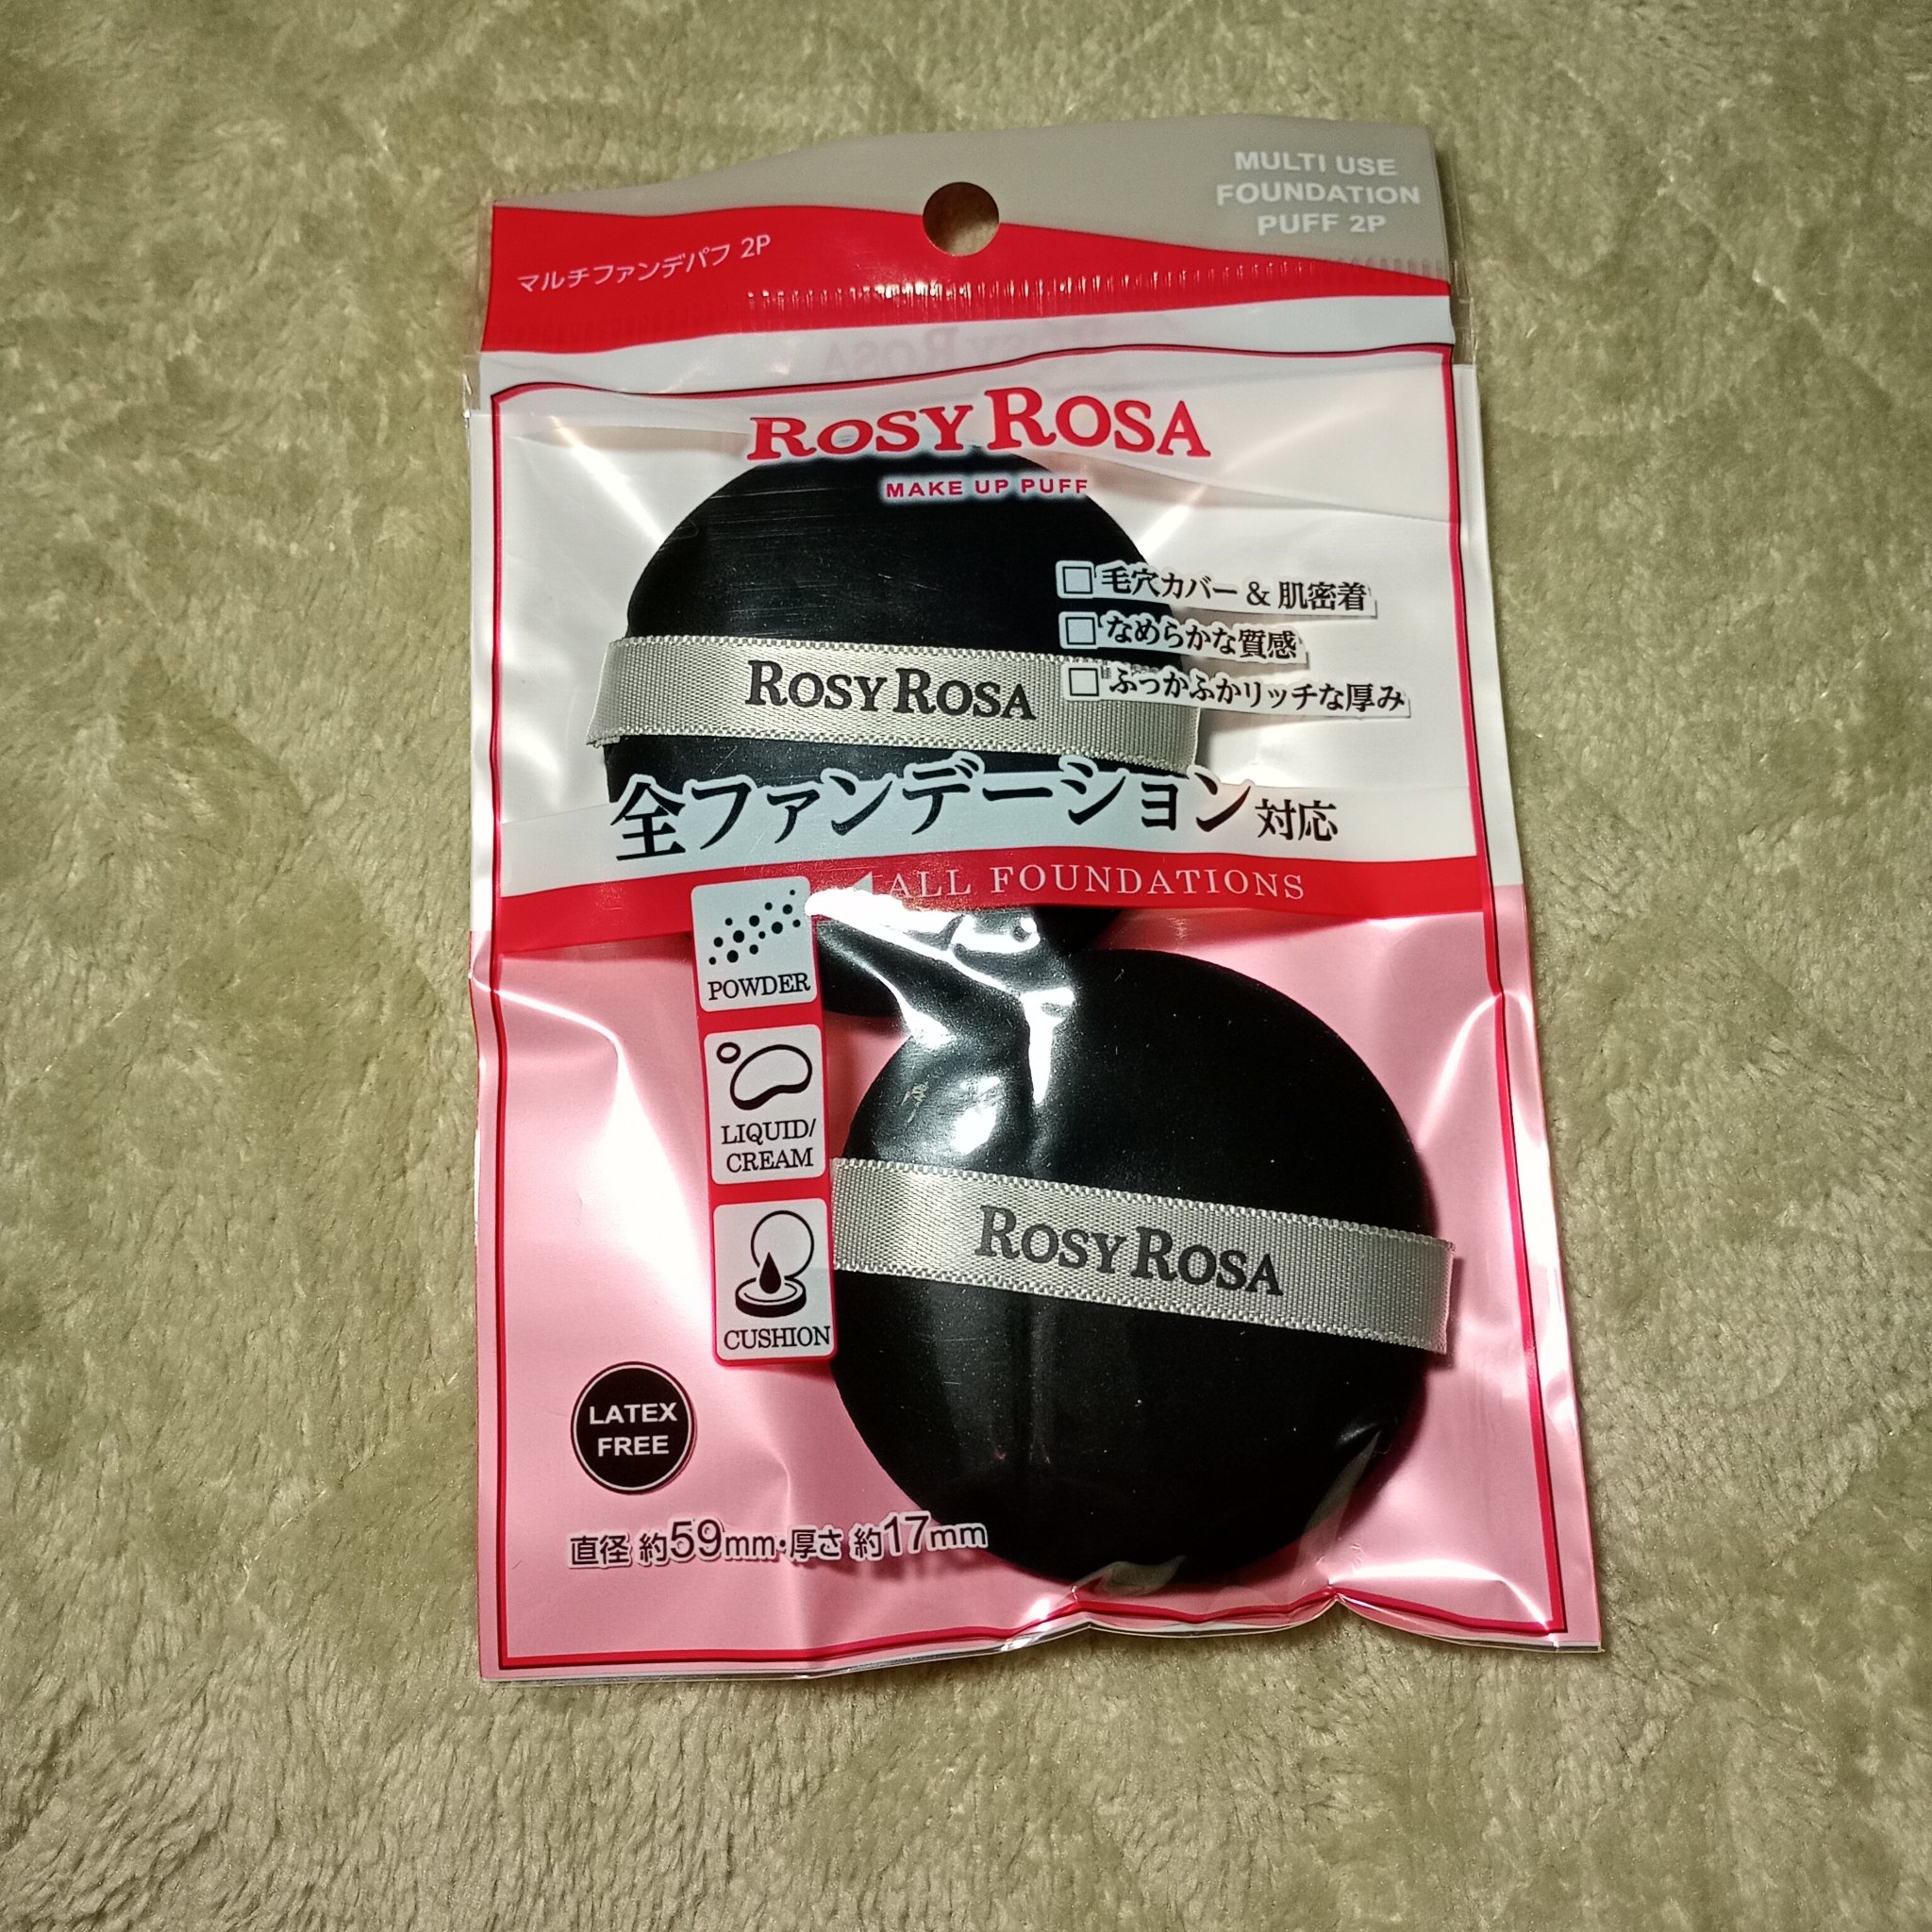 MULTI USE
FOUNDATION
PUFF 2P
マルチファンデパフ 2P
ROSY ROSA
MAKE UP PUFF
毛穴カバー & 肌密着
なめらかな質感
ふっかふかリッチな厚み
ROSY ROSA
全ファンデーション対応
ALL FOUNDATIONS
POWDER
LIQUID/
CREAM
CUSHION
ROSY ROSA
LATEX
FREE
直径 約59mm・厚さ 約17mm